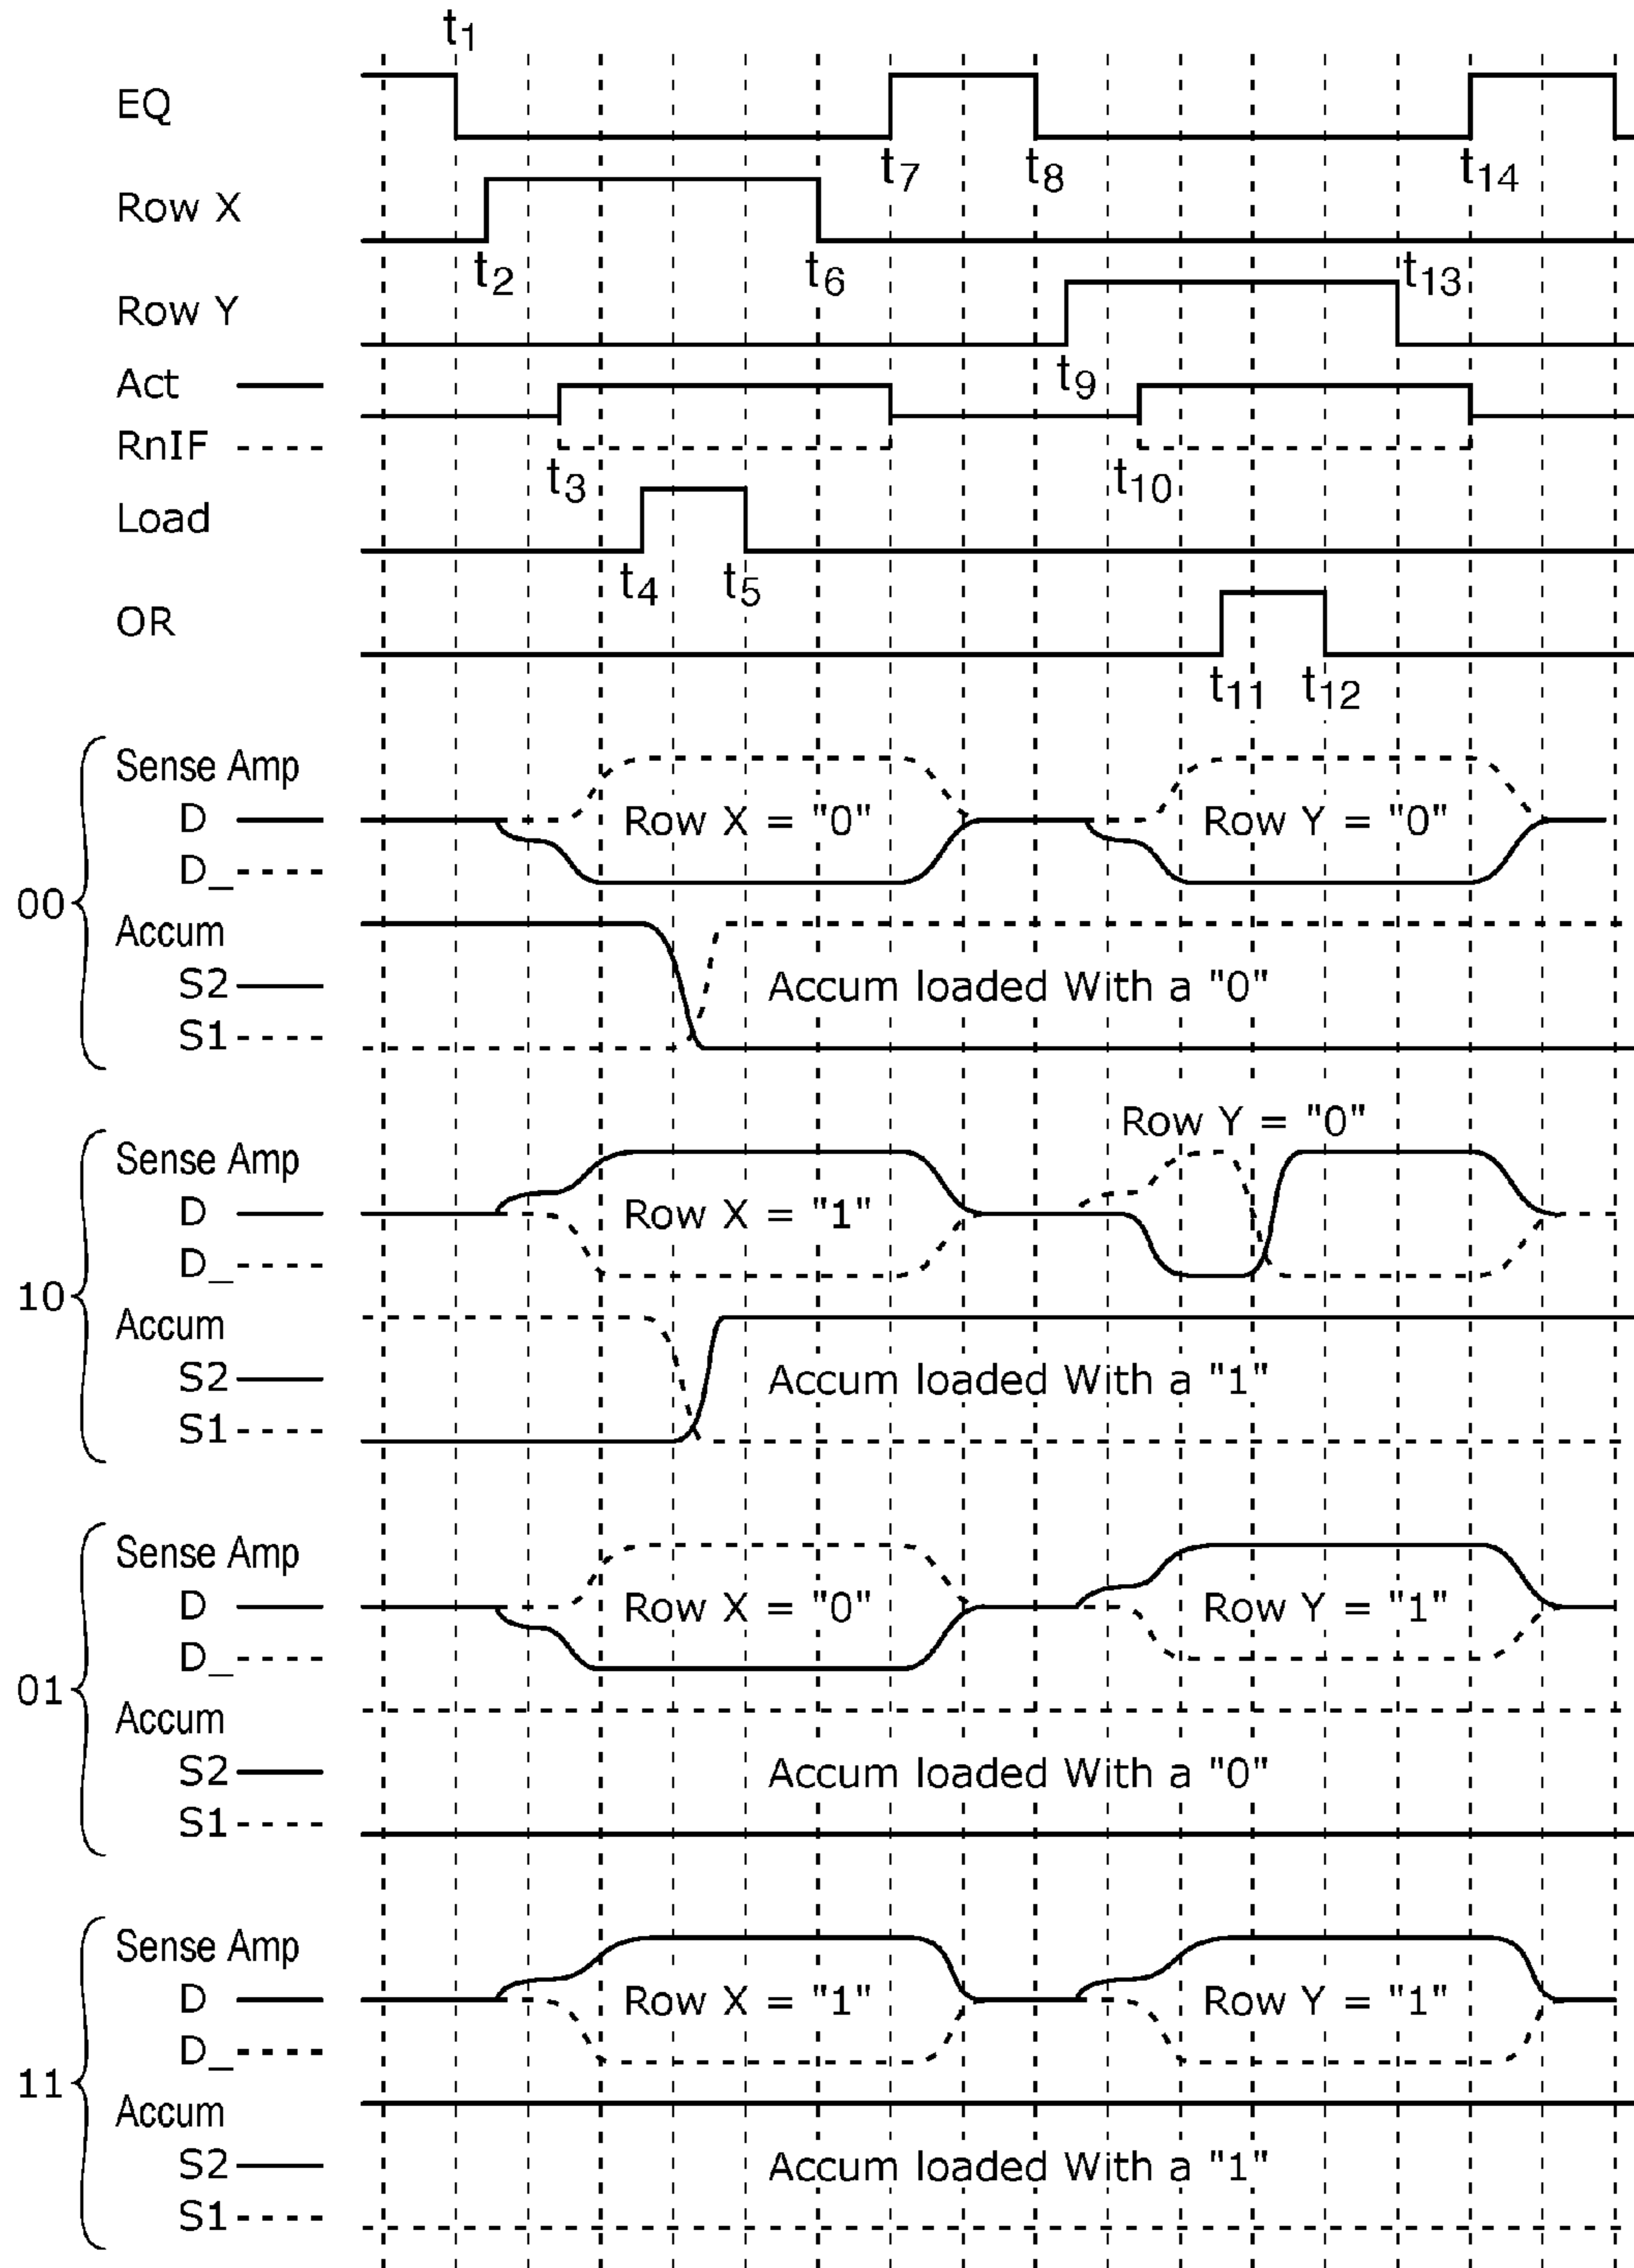 t1
EQ
t7 t8 t14
Row X
t2 t6 t13
Row Y
t9
Act
RnIF
t3 t10
Load
t4 t5
OR
t11 t12
00
Sense Amp
D Row X = "0" Row Y = "0"
D_
Accum
S2 Accum loaded With a "0"
S1
10
Row Y = "0"
Sense Amp
D Row X = "1"
D_
Accum
S2 Accum loaded With a "1"
S1
01
Sense Amp
D Row X = "0" Row Y = "1"
D_
Accum
S2 Accum loaded With a "0"
S1
11
Sense Amp
D Row X = "1" Row Y = "1"
D_
Accum
S2 Accum loaded With a "1"
S1